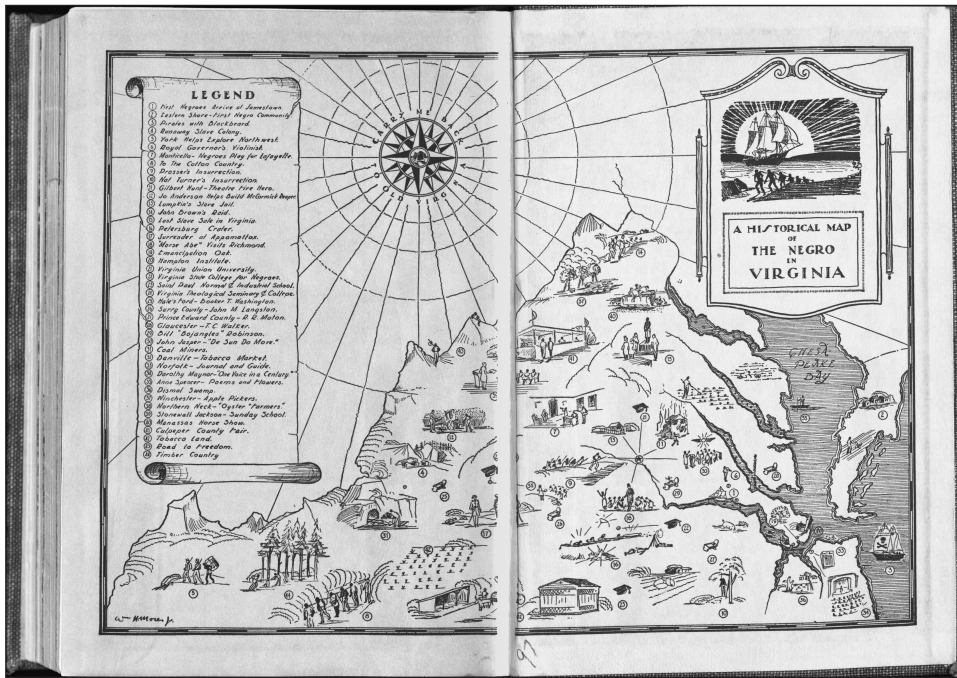 LEGEND
1 First Negroes Arrive at Jamestown.
2 Eastern Shore-First Negro Community
3 Pirates with Blackbeard.
4 Runaway Slave Colony.
5 York Helps Explore Northwest.
6 Royal Governor's Violinist.
7 Monticello-Negroes Play for Lafayette.
8 To The Cotton Country.
9 Prosser's Insurrection.
10 Nat Turner's Insurrection.
11 Gilbert Hunt-Theatre Fire Hero.
12 Jo Anderson Helps Build McCormick Reaper.
13 Lumpkin's Slave Jail.
14 John Brown's Raid.
15 Last Slave Sale in Virginia.
16 Petersburg Crater.
17 Surrender at Appomattox.
18 "Marse Abe" Visits Richmond.
19 Emancipation Oak.
20 Hampton Institute.
21 Virginia Union University.
22 Virginia State College for Negroes.
23 Saint Paul Normal & Industrial School.
24 Virginia Theological Seminary & College.
25 Hale's Ford-Booker T. Washington.
26 Surry County-John M. Langston.
27 Prince Edward County-R. R. Moton.
28 Gloucester-T.C. Walker.
29 Bill "Bojangles" Robinson.
30 John Jasper-"De Sun Do Move."
31 Coal Miners.
32 Danville-Tobacco Market.
33 Norfolk-Journal and Guide.
34 Dorothy Maynor-"One Voice in a Century"
35 Anne Spencer-Poems and Flowers.
36 Dismal Swamp.
37 Winchester-Apple Pickers.
38 Northern Neck-"Oyster "Farmers."
39 Stonewall Jackson-Sunday School.
40 Manassas Horse Show.
41 Culpeper County Fair.
42 Tobacco Land.
43 Road to Freedom.
44 Timber Country
CARRY ME BACK
TO OLD VIRG
A HISTORICAL MAP
OF
THE NEGRO
IN
VIRGINIA
CHESA
PEAKE
BAY
Wm H Moses Jr.
97